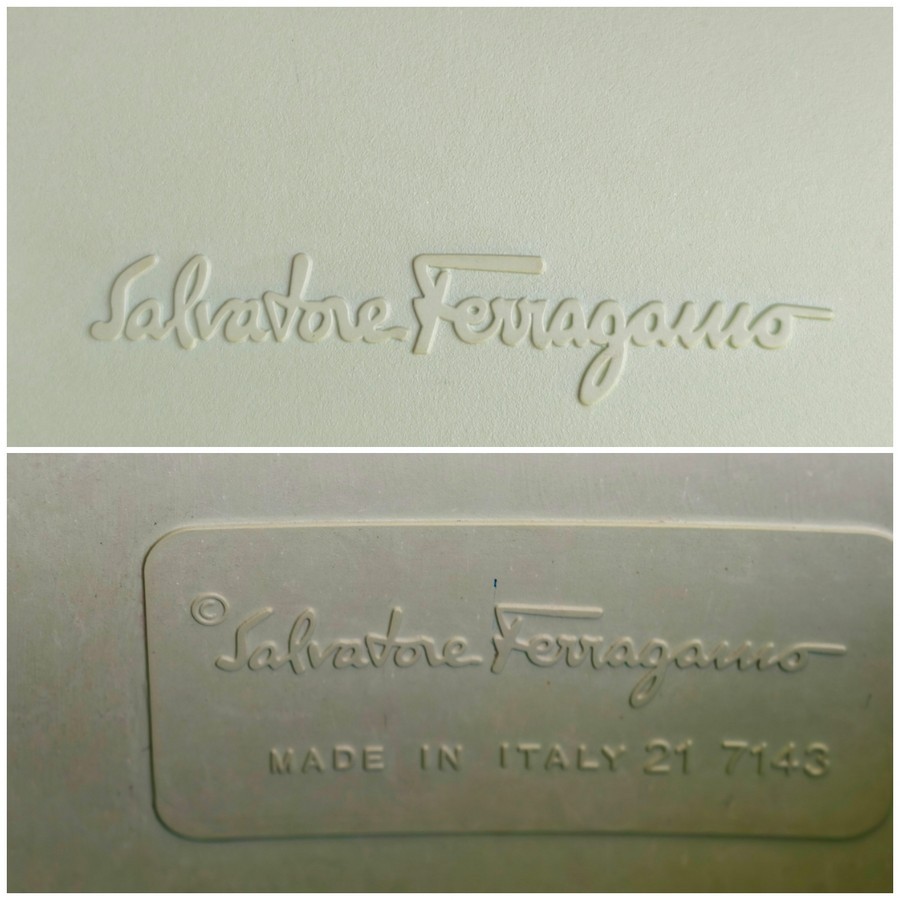 Salvatore Ferragamo
© Salvatore Ferragamo
MADE IN ITALY 21 7143